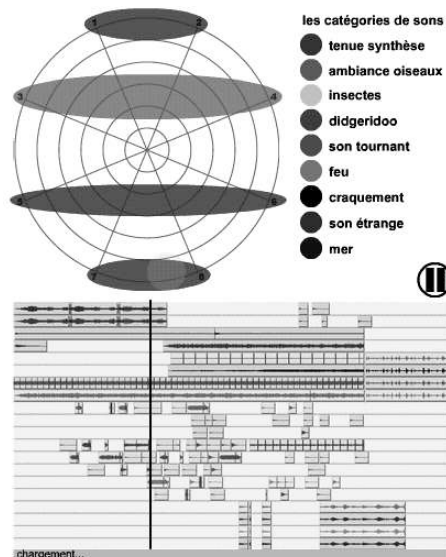 1 2
les catégories de sons
tenue synthèse
ambiance oiseaux
3 4
insectes
didgeridoo
son tournant
feu
5 6
craquement
son étrange
mer
7 8
chargement...